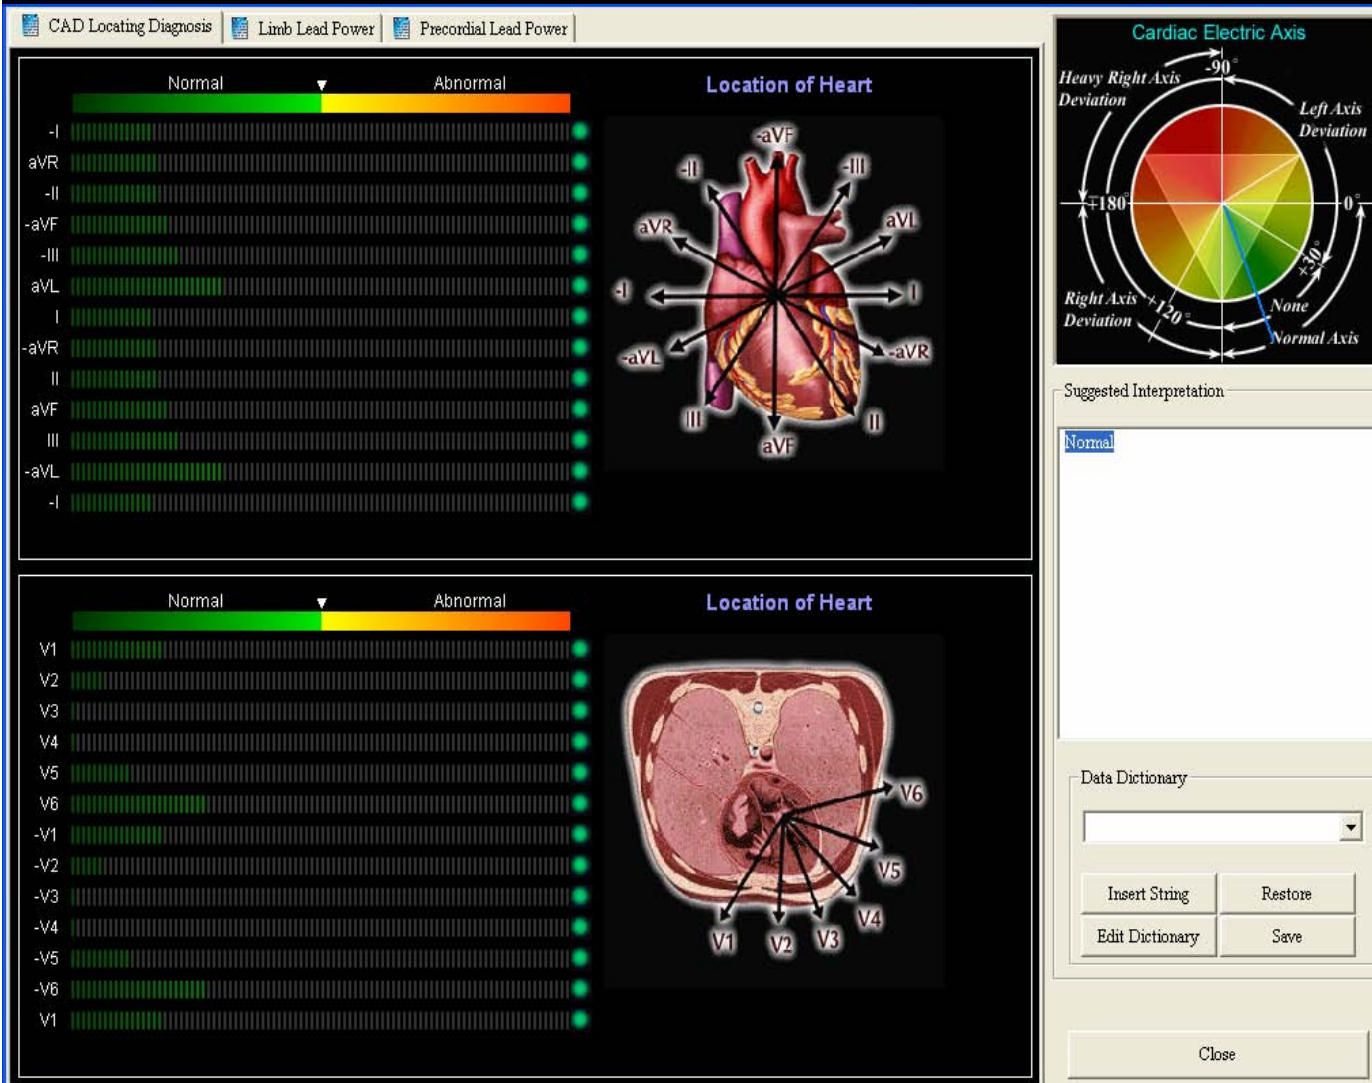 CAD Locating Diagnosis
Limb Lead Power
Precordial Lead Power
Normal
Abnormal
-I
aVR
-II
-aVF
-III
aVL
I
-aVR
II
aVF
III
-aVL
-I
Location of Heart
-aVF
-II
-III
aVR
aVL
-I
I
-aVL
-aVR
III
II
aVF
Normal
Abnormal
V1
V2
V3
V4
V5
V6
-V1
-V2
-V3
-V4
-V5
-V6
V1
Location of Heart
V6
V5
V4
V1
V2
V3
Cardiac Electric Axis
-90°
Heavy Right Axis
Deviation
Left Axis
Deviation
∓180°
0°
+30°
Right Axis
Deviation
+120°
None
Normal Axis
Suggested Interpretation
Normal
Data Dictionary
Insert String
Restore
Edit Dictionary
Save
Close